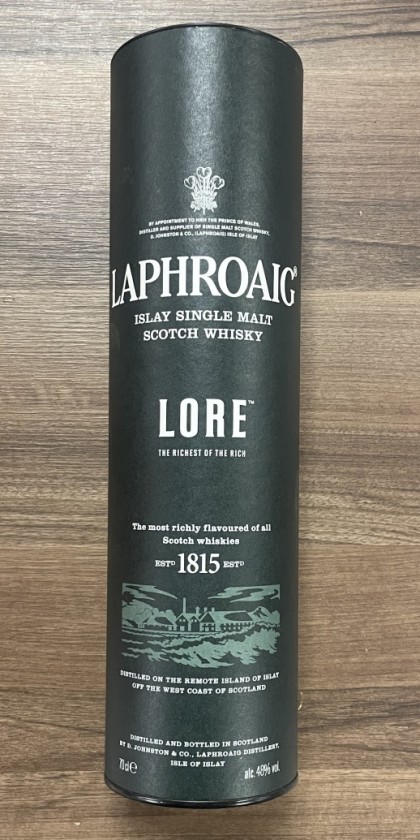 BY APPOINTMENT TO HRH THE PRINCE OF WALES,
DISTILLER AND SUPPLIER OF SINGLE MALT SCOTCH WHISKY,
D. JOHNSTON & CO., (LAPHROAIG) ISLE OF ISLAY
LAPHROAIG®
ISLAY SINGLE MALT
SCOTCH WHISKY
LORE™
THE RICHEST OF THE RICH
The most richly flavoured of all
Scotch whiskies
ESTD 1815 ESTD
DISTILLED ON THE REMOTE ISLAND OF ISLAY
OFF THE WEST COAST OF SCOTLAND
DISTILLED AND BOTTLED IN SCOTLAND
BY D. JOHNSTON & CO., LAPHROAIG DISTILLERY,
ISLE OF ISLAY
70 cl e
alc. 48% vol.